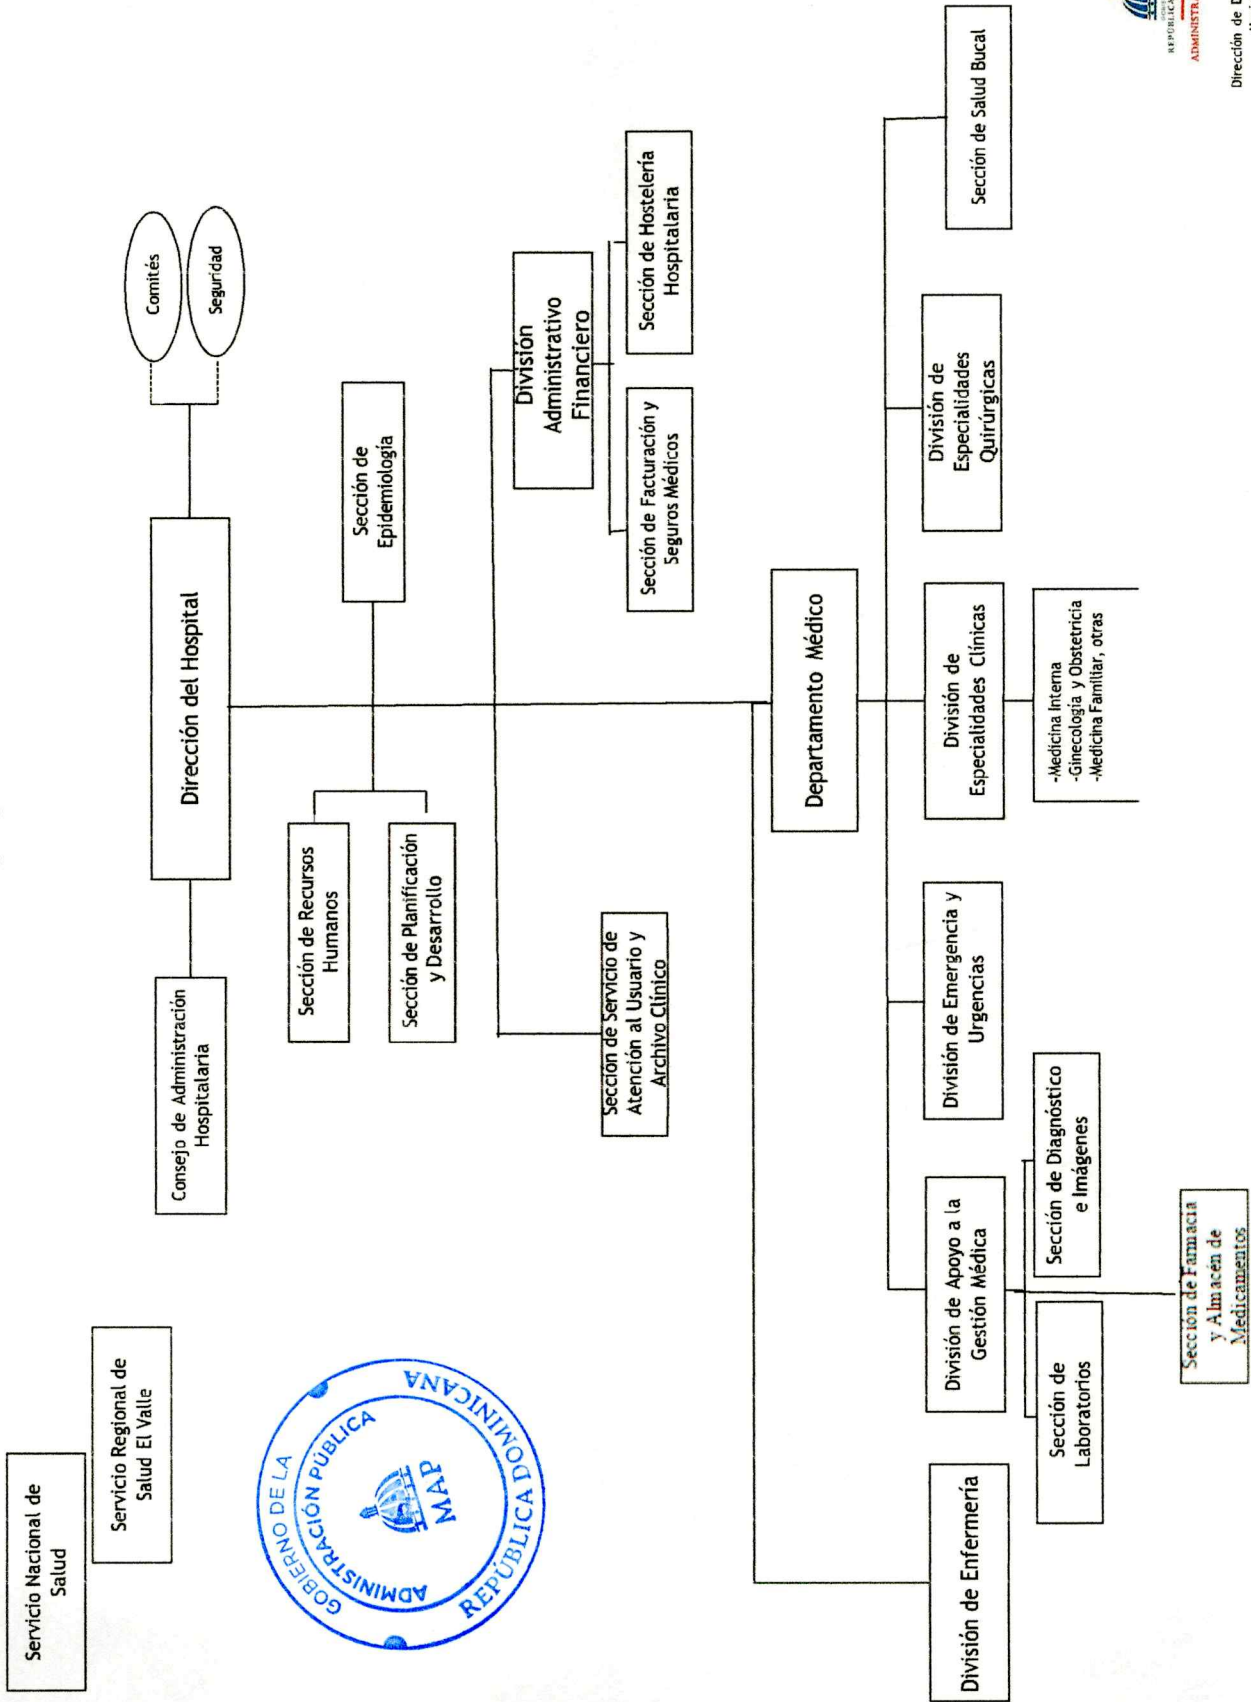 Servicio Nacional de
Salud
Servicio Regional de
Salud El Valle
Consejo de Administración
Hospitalaria
Dirección del Hospital
Comités
Seguridad
Sección de Recursos
Humanos
Sección de Planificación
y Desarrollo
Sección de
Epidemiología
Sección de Servicio de
Atención al Usuario y
Archivo Clínico
División
Administrativo
Financiero
Sección de Facturación y
Seguros Médicos
Sección de Hostelería
Hospitalaria
Departamento Médico
División de Enfermería
División de Apoyo a la
Gestión Médica
Sección de
Laboratorios
Sección de Diagnóstico
e Imágenes
Sección de Farmacia
y Almacén de
Medicamentos
División de Emergencia y
Urgencias
División de
Especialidades Clínicas
-Medicina Interna
-Ginecología y Obstetricia
-Medicina Familiar, otras
División de
Especialidades
Quirúrgicas
Sección de Salud Bucal
GOBIERNO DE LA
REPÚBLICA DOMINICANA
ADMINISTRACIÓN PÚBLICA
MAP
REPÚBLICA
Dirección de